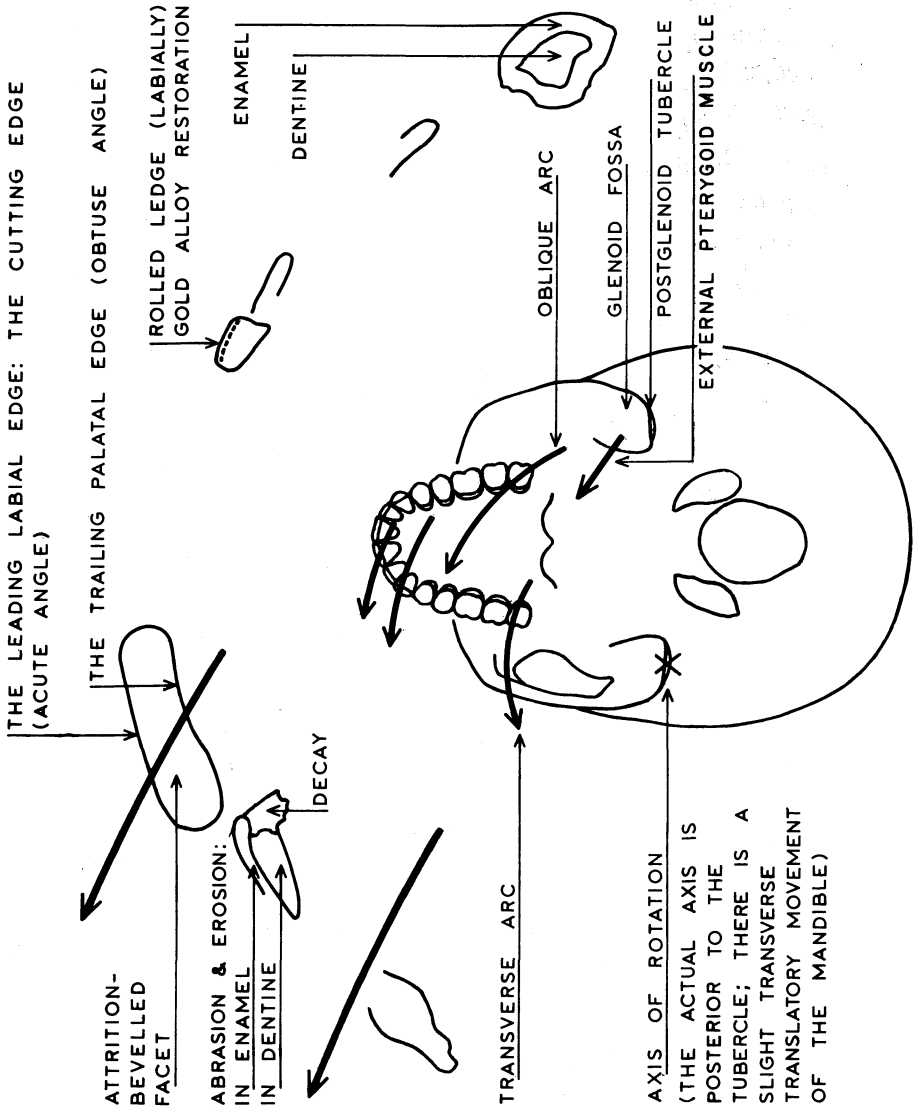 THE LEADING LABIAL EDGE: THE CUTTING EDGE
(ACUTE ANGLE)
THE TRAILING PALATAL EDGE (OBTUSE ANGLE)
ROLLED LEDGE (LABIALLY)
GOLD ALLOY RESTORATION
ENAMEL
DENTINE
ATTRITION-
BEVELLED
FACET
ABRASION & EROSION:
IN ENAMEL
IN DENTINE
DECAY
OBLIQUE ARC
GLENOID FOSSA
POSTGLENOID TUBERCLE
EXTERNAL PTERYGOID MUSCLE
TRANSVERSE ARC
AXIS OF ROTATION
(THE ACTUAL AXIS IS
POSTERIOR TO THE
TUBERCLE; THERE IS A
SLIGHT TRANSVERSE
TRANSLATORY MOVEMENT
OF THE MANDIBLE)